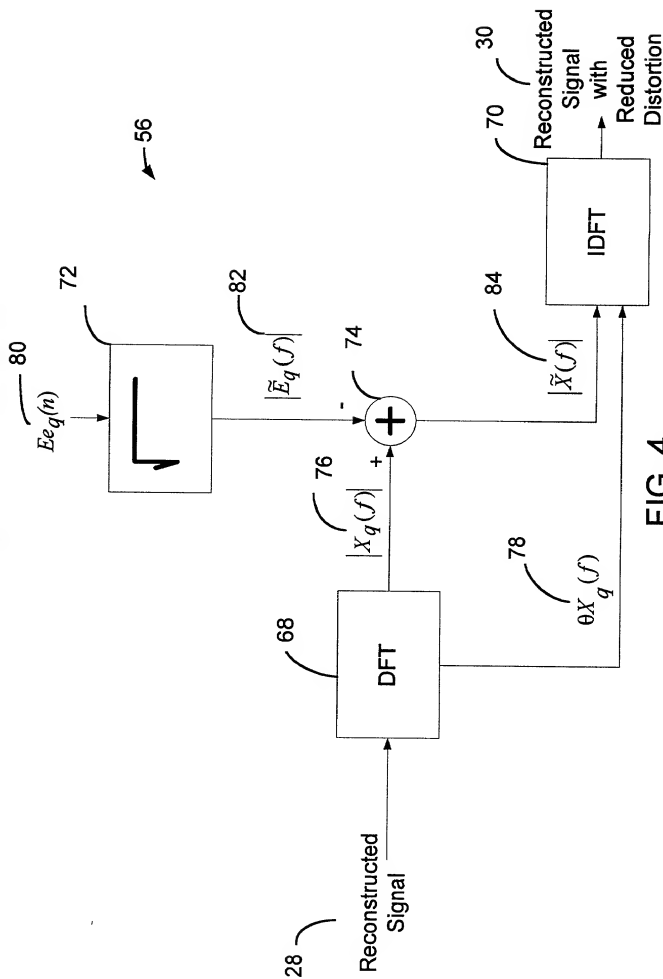 80
Ee_q(n)
72
56
82
|Ẽ_q(f)|
-
74
+
+
76
|X_q(f)|
84
|X̃(f)|
70
IDFT
30
Reconstructed
Signal
with
Reduced
Distortion
28
Reconstructed
Signal
68
DFT
78
θX_q(f)
FIG. 4